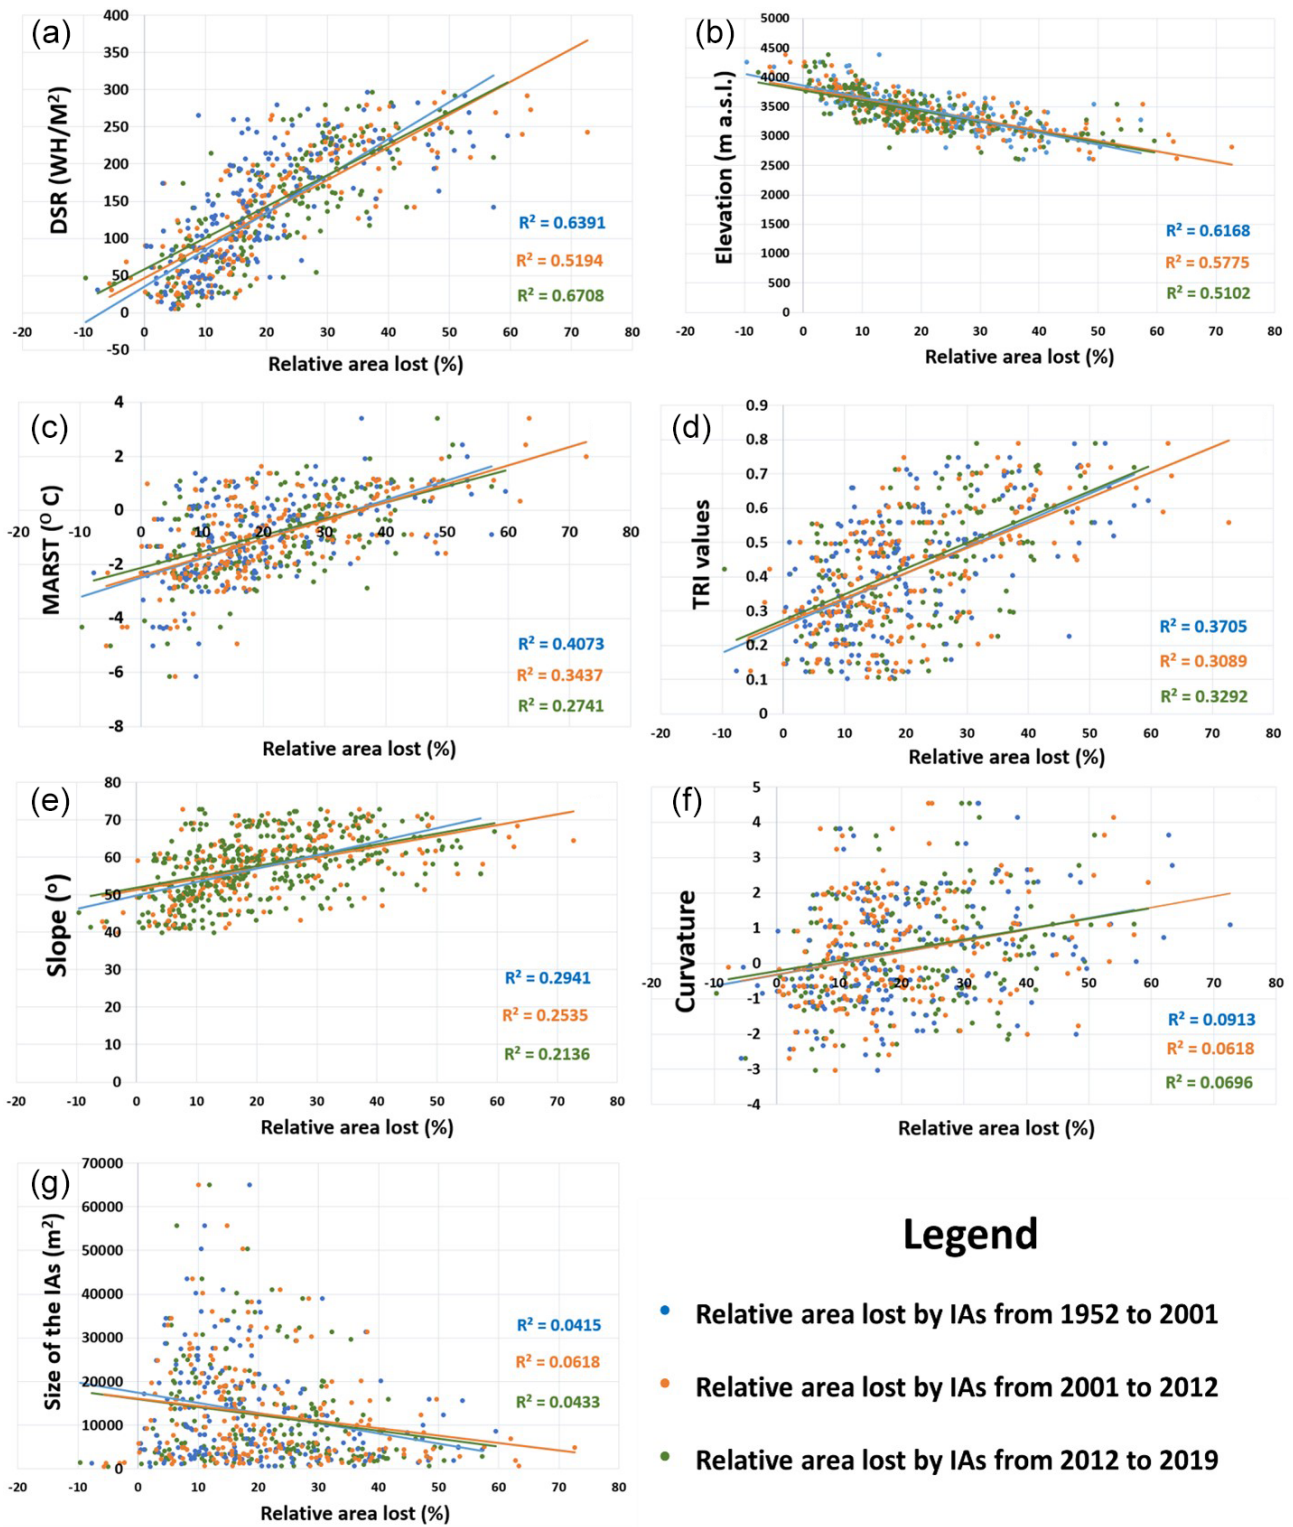 (a)
400
350
300
250
200
150
100
50
0
-50
DSR (WH/M²)
-20 -10 0 10 20 30 40 50 60 70 80
Relative area lost (%)
R² = 0.6391
R² = 0.5194
R² = 0.6708
(b)
5000
4500
4000
3500
3000
2500
2000
1500
1000
500
0
Elevation (m a.s.l.)
-20 -10 0 10 20 30 40 50 60 70 80
Relative area lost (%)
R² = 0.6168
R² = 0.5775
R² = 0.5102
(c)
4
2
0
-2
-4
-6
-8
MARST (⁰ C)
-20 -10 0 10 20 30 40 50 60 70 80
Relative area lost (%)
R² = 0.4073
R² = 0.3437
R² = 0.2741
(d)
0.9
0.8
0.7
0.6
0.5
0.4
0.3
0.2
0.1
0
TRI values
-20 -10 0 10 20 30 40 50 60 70 80
Relative area lost (%)
R² = 0.3705
R² = 0.3089
R² = 0.3292
(e)
80
70
60
50
40
30
20
10
0
Slope (⁰)
-20 -10 0 10 20 30 40 50 60 70 80
Relative area lost (%)
R² = 0.2941
R² = 0.2535
R² = 0.2136
(f)
5
4
3
2
1
0
-1
-2
-3
-4
Curvature
-20 -10 0 10 20 30 40 50 60 70 80
Relative area lost (%)
R² = 0.0913
R² = 0.0618
R² = 0.0696
(g)
70000
60000
50000
40000
30000
20000
10000
0
Size of the IAs (m²)
-20 -10 0 10 20 30 40 50 60 70 80
Relative area lost (%)
R² = 0.0415
R² = 0.0618
R² = 0.0433
Legend
Relative area lost by IAs from 1952 to 2001
Relative area lost by IAs from 2001 to 2012
Relative area lost by IAs from 2012 to 2019